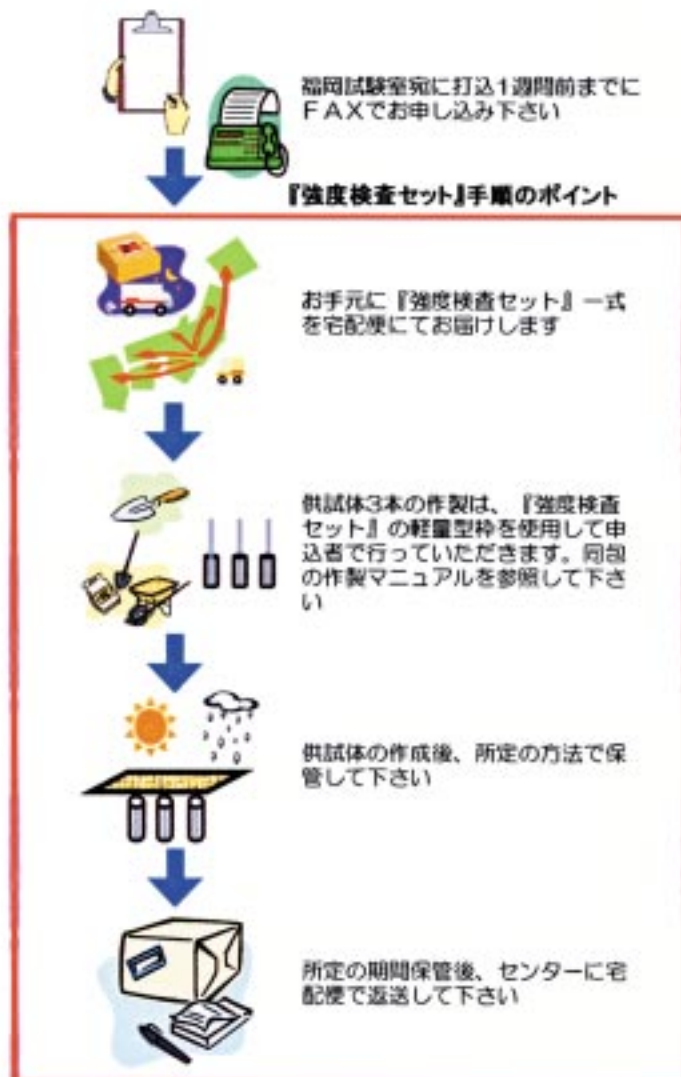 福岡試験室宛に打込1週間前までに
FAXでお申し込み下さい
『強度検査セット』手順のポイント
お手元に『強度検査セット』一式
を宅配便にてお届けします
供試体3本の作製は、『強度検査
セット』の軽量型枠を使用して申
込者で行っていただきます。同包
の作製マニュアルを参照して下さ
い
供試体の作成後、所定の方法で保
管して下さい
所定の期間保管後、センターに宅
配便で返送して下さい